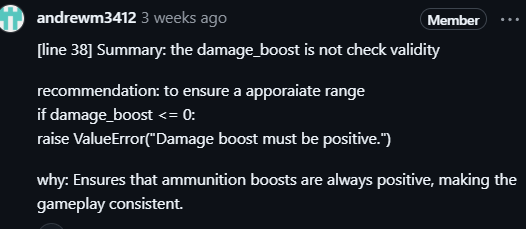 andrewm3412 3 weeks ago Member
[line 38] Summary: the damage_boost is not check validity
recommendation: to ensure a apporaiate range
if damage_boost <= 0:
raise ValueError("Damage boost must be positive.")
why: Ensures that ammunition boosts are always positive, making the
gameplay consistent.